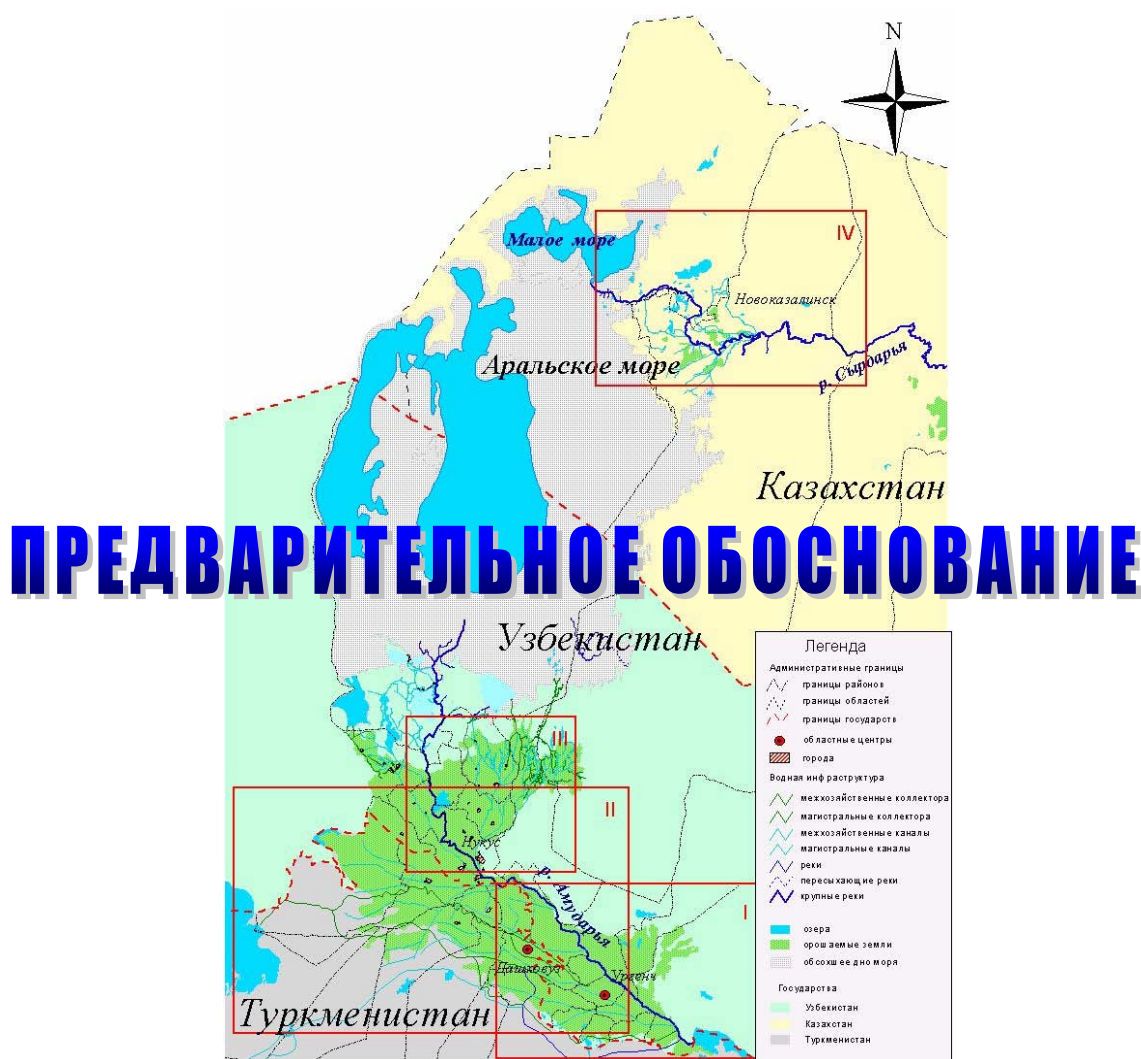 N
IV
Малое море
Новоказалинск
р. Сырдарья
Аральское море
Казахстан
ПРЕДВАРИТЕЛЬНОЕ ОБОСНОВАНИЕ
Узбекистан
III
II
Нукус
р. Амударья
I
Дашховуз
Ургенч
Туркменистан
Легенда
Административные границы
границы районов
границы областей
границы государств
областные центры
города
Водная инфраструктура
межхозяйственные коллектора
магистральные коллектора
межхозяйственные каналы
магистральные каналы
реки
пересыхающие реки
крупные реки
озера
орошаемые земли
обсохшее дно моря
Государства
Узбекистан
Казахстан
Туркменистан